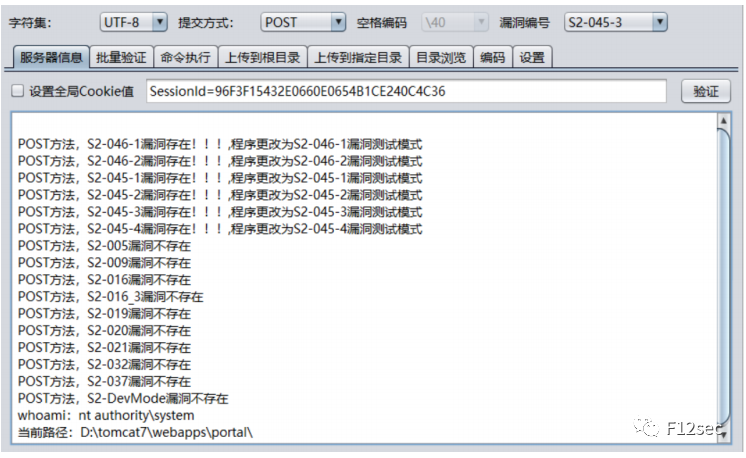 字符集： UTF-8 提交方式： POST 空格编码 \40 漏洞编号 S2-045-3
服务器信息 批量验证 命令执行 上传到根目录 上传到指定目录 目录浏览 编码 设置
设置全局Cookie值 SessionId=96F3F15432E0660E0654B1CE240C4C36 验证
POST方法，S2-046-1漏洞存在！！！,程序更改为S2-046-1漏洞测试模式
POST方法，S2-046-2漏洞存在！！！,程序更改为S2-046-2漏洞测试模式
POST方法，S2-045-1漏洞存在！！！,程序更改为S2-045-1漏洞测试模式
POST方法，S2-045-2漏洞存在！！！,程序更改为S2-045-2漏洞测试模式
POST方法，S2-045-3漏洞存在！！！,程序更改为S2-045-3漏洞测试模式
POST方法，S2-045-4漏洞存在！！！,程序更改为S2-045-4漏洞测试模式
POST方法，S2-005漏洞不存在
POST方法，S2-009漏洞不存在
POST方法，S2-016漏洞不存在
POST方法，S2-016_3漏洞不存在
POST方法，S2-019漏洞不存在
POST方法，S2-020漏洞不存在
POST方法，S2-021漏洞不存在
POST方法，S2-032漏洞不存在
POST方法，S2-037漏洞不存在
POST方法，S2-DevMode漏洞不存在
whoami：nt authority\system
当前路径：D:\tomcat7\webapps\portal\
F12sec